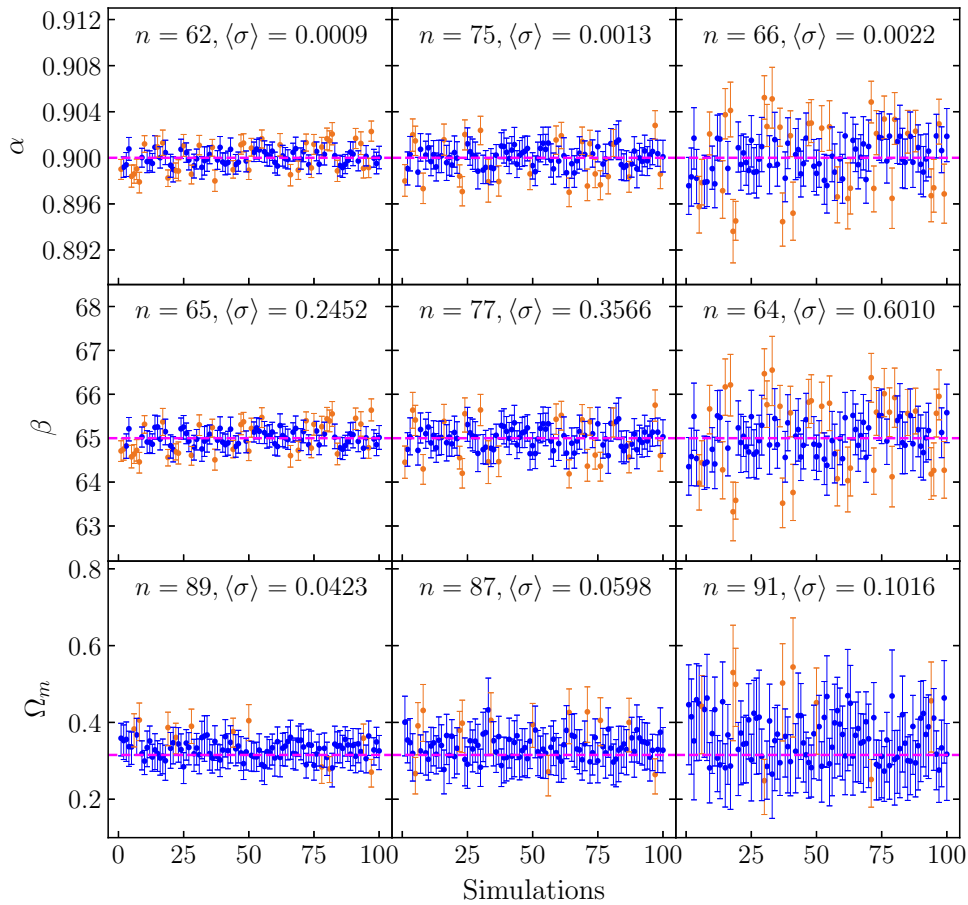 n = 62, ⟨σ⟩ = 0.0009
n = 75, ⟨σ⟩ = 0.0013
n = 66, ⟨σ⟩ = 0.0022
0.912
0.908
0.904
0.900
0.896
0.892
α
n = 65, ⟨σ⟩ = 0.2452
n = 77, ⟨σ⟩ = 0.3566
n = 64, ⟨σ⟩ = 0.6010
68
67
66
65
64
63
β
n = 89, ⟨σ⟩ = 0.0423
n = 87, ⟨σ⟩ = 0.0598
n = 91, ⟨σ⟩ = 0.1016
0.8
0.6
0.4
0.2
Ωm
0 25 50 75 100
0 25 50 75 100
0 25 50 75 100
Simulations